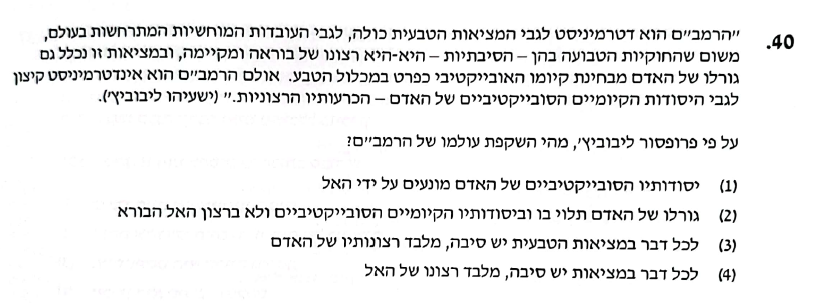 40. "הרמב"ם הוא דטרמיניסט לגבי המציאות הטבעית כולה, לגבי העובדות המוחשיות המתרחשות בעולם,
משום שהחוקיות הטבועה בהן – הסיבתיות – היא-היא רצונו של בוראה ומקיימה, ובמציאות זו נכלל גם
גורלו של האדם מבחינת קיומו האובייקטיבי כפרט במכלול הטבע. אולם הרמב"ם הוא אינדטרמיניסט קיצון
לגבי היסודות הקיומיים הסובייקטיביים של האדם – הכרעותיו הרצוניות." (ישעיהו ליבוביץ').
על פי פרופסור ליבוביץ', מהי השקפת עולמו של הרמב"ם?
(1) יסודותיו הסובייקטיביים של האדם מונעים על ידי האל
(2) גורלו של האדם תלוי בו וביסודותיו הקיומיים הסובייקטיביים ולא ברצון האל הבורא
(3) לכל דבר במציאות הטבעית יש סיבה, מלבד רצונותיו של האדם
(4) לכל דבר במציאות יש סיבה, מלבד רצונו של האל